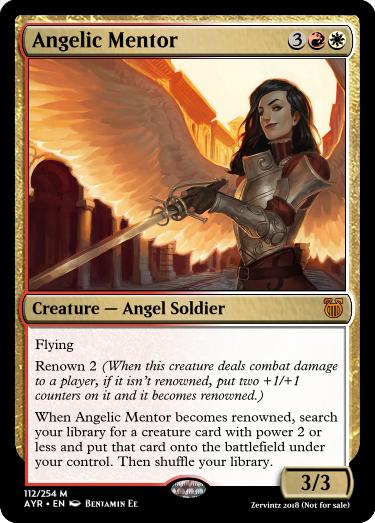 Angelic Mentor 3
Creature — Angel Soldier
Flying
Renown 2 (When this creature deals combat damage
to a player, if it isn't renowned, put two +1/+1
counters on it and it becomes renowned.)
When Angelic Mentor becomes renowned, search
your library for a creature card with power 2 or
less and put that card onto the battlefield under
your control. Then shuffle your library.
3/3
112/254 M
AYR • EN Benjamin Ee
Zervintz 2018 (Not for sale)